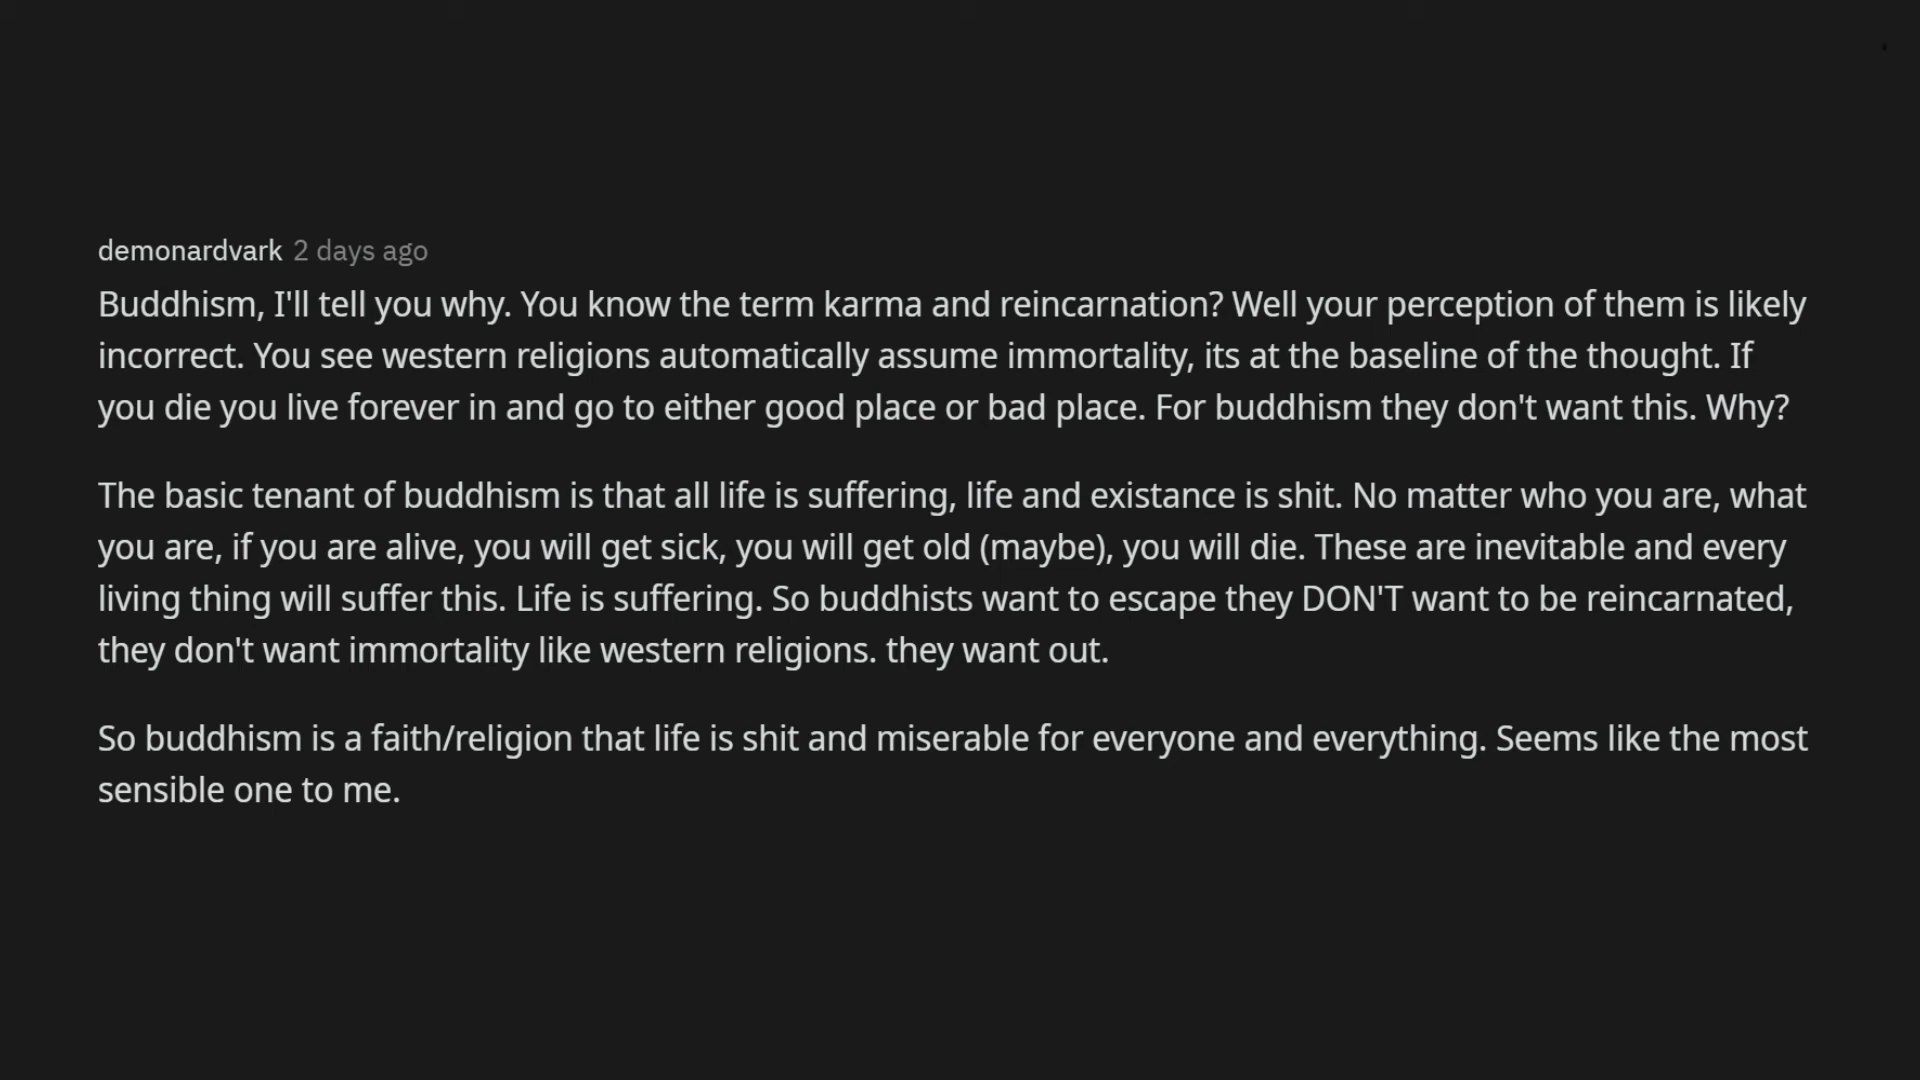 demonardvark 2 days ago
Buddhism, I'll tell you why. You know the term karma and reincarnation? Well your perception of them is likely
incorrect. You see western religions automatically assume immortality, its at the baseline of the thought. If
you die you live forever in and go to either good place or bad place. For buddhism they don't want this. Why?
The basic tenant of buddhism is that all life is suffering, life and existance is shit. No matter who you are, what
you are, if you are alive, you will get sick, you will get old (maybe), you will die. These are inevitable and every
living thing will suffer this. Life is suffering. So buddhists want to escape they DON'T want to be reincarnated,
they don't want immortality like western religions. they want out.
So buddhism is a faith/religion that life is shit and miserable for everyone and everything. Seems like the most
sensible one to me.